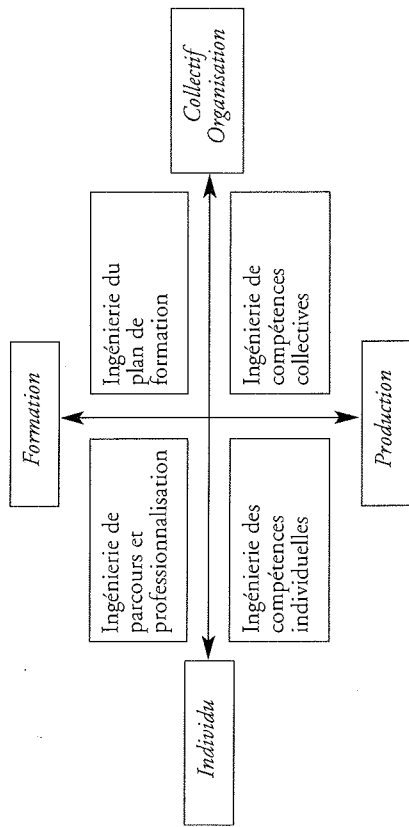 Formation
Ingénierie de
parcours et
professionnalisation
Ingénierie du
plan de
formation
Individu
Collectif
Organisation
Ingénierie des
compétences
individuelles
Ingénierie de
compétences
collectives
Production